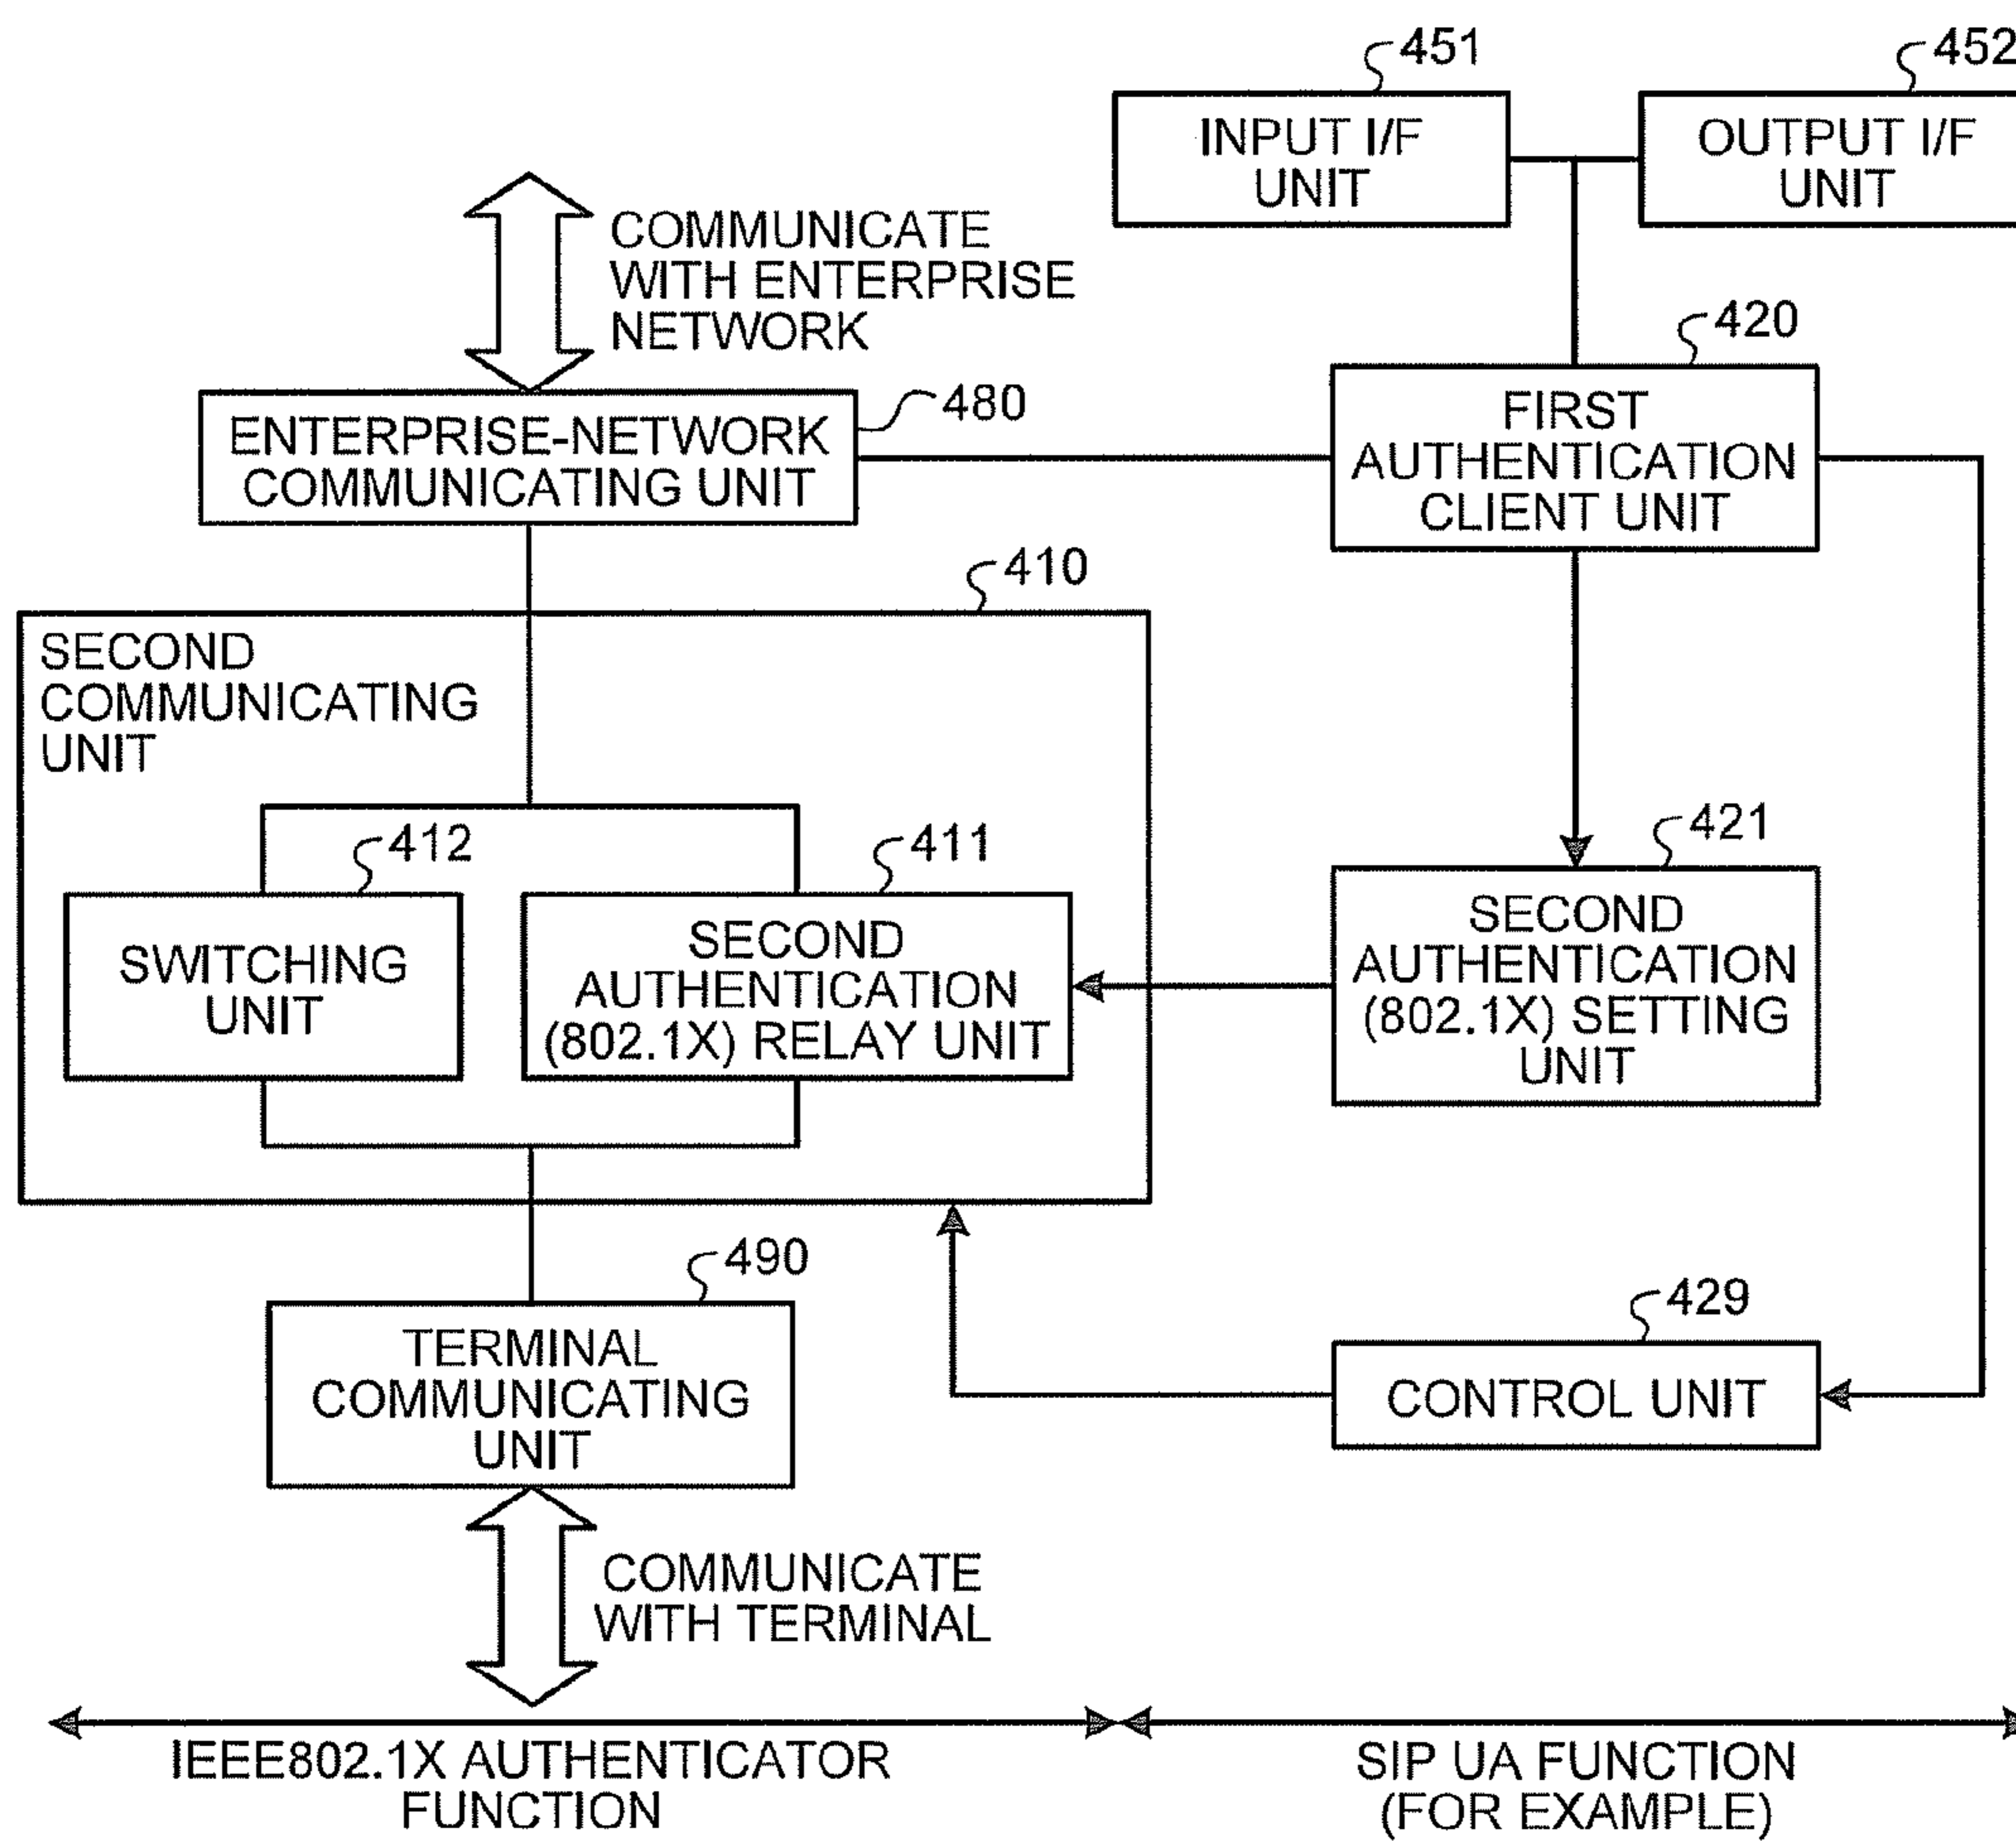 451
452
INPUT I/F
UNIT
OUTPUT I/F
UNIT
COMMUNICATE
WITH ENTERPRISE
NETWORK
420
480
FIRST
AUTHENTICATION
CLIENT UNIT
ENTERPRISE-NETWORK
COMMUNICATING UNIT
410
SECOND
COMMUNICATING
UNIT
412
411
421
SWITCHING
UNIT
SECOND
AUTHENTICATION
(802.1X) RELAY UNIT
SECOND
AUTHENTICATION
(802.1X) SETTING
UNIT
490
429
TERMINAL
COMMUNICATING
UNIT
CONTROL UNIT
COMMUNICATE
WITH TERMINAL
IEEE802.1X AUTHENTICATOR
FUNCTION
SIP UA FUNCTION
(FOR EXAMPLE)